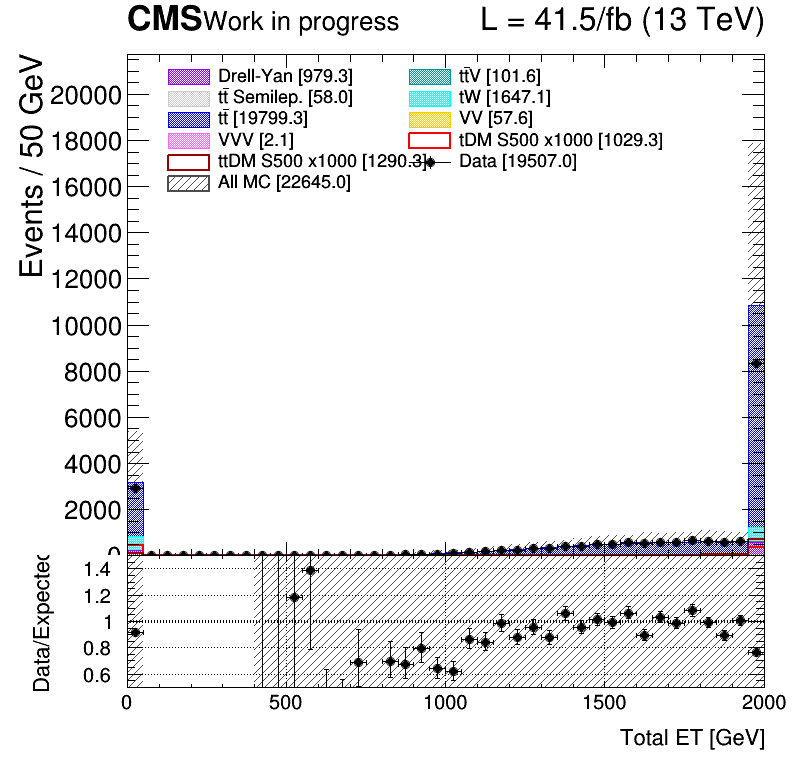 CMS Work in progress L = 41.5/fb (13 TeV)
Events / 50 GeV
20000
18000
16000
14000
12000
10000
8000
6000
4000
2000
0
Drell-Yan [979.3]
tt̄V [101.6]
tt̄ Semilep. [58.0]
tW [1647.1]
tt̄ [19799.3]
VV [57.6]
VVV [2.1]
tDM S500 x1000 [1029.3]
ttDM S500 x1000 [1290.3]
Data [19507.0]
All MC [22645.0]
Data/Expected
1.4
1.2
1
0.8
0.6
0 500 1000 1500 2000
Total ET [GeV]